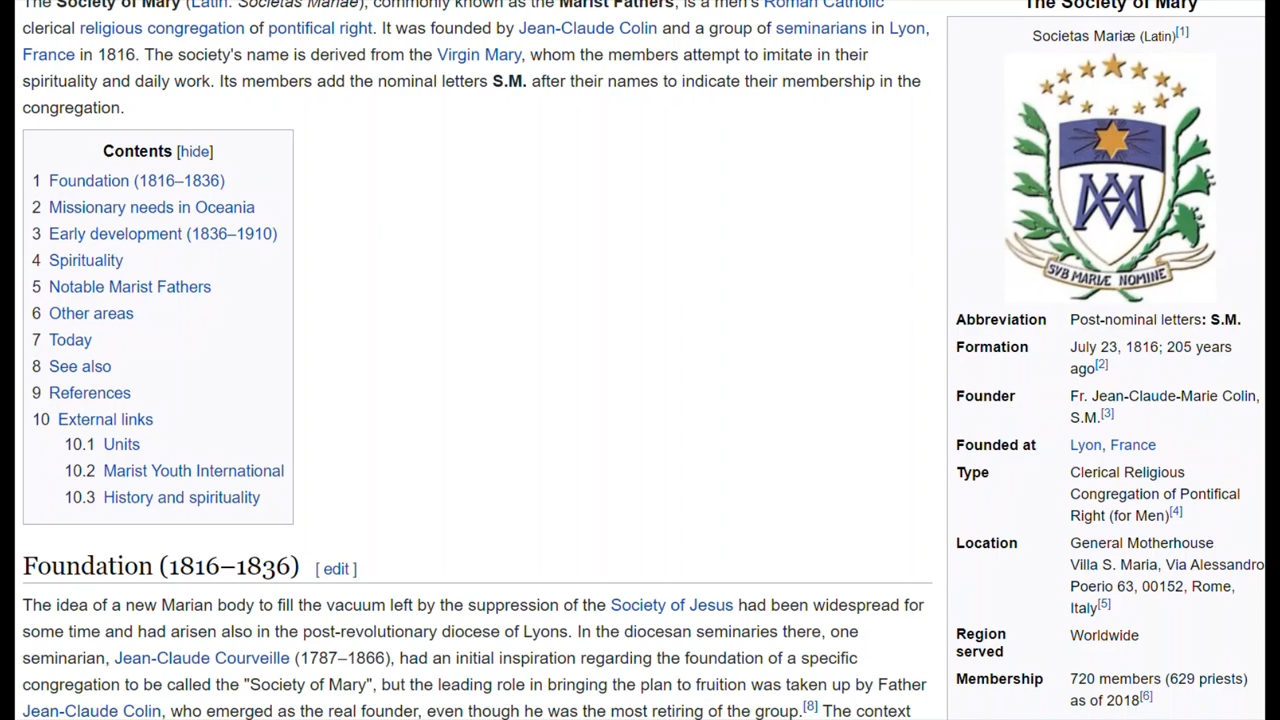 The Society of Mary (Latin: Societas Mariae), commonly known as the Marist Fathers, is a men's Roman Catholic
clerical religious congregation of pontifical right. It was founded by Jean-Claude Colin and a group of seminarians in Lyon,
France in 1816. The society's name is derived from the Virgin Mary, whom the members attempt to imitate in their
spirituality and daily work. Its members add the nominal letters S.M. after their names to indicate their membership in the
congregation.
Contents [hide]
1 Foundation (1816–1836)
2 Missionary needs in Oceania
3 Early development (1836–1910)
4 Spirituality
5 Notable Marist Fathers
6 Other areas
7 Today
8 See also
9 References
10 External links
10.1 Units
10.2 Marist Youth International
10.3 History and spirituality
Foundation (1816–1836) [ edit ]
The idea of a new Marian body to fill the vacuum left by the suppression of the Society of Jesus had been widespread for
some time and had arisen also in the post-revolutionary diocese of Lyons. In the diocesan seminaries there, one
seminarian, Jean-Claude Courveille (1787–1866), had an initial inspiration regarding the foundation of a specific
congregation to be called the "Society of Mary", but the leading role in bringing the plan to fruition was taken up by Father
Jean-Claude Colin, who emerged as the real founder, even though he was the most retiring of the group.[8] The context
The Society of Mary
Societas Mariæ (Latin)[1]
SVB MARIÆ NOMINE
Abbreviation Post-nominal letters: S.M.
Formation July 23, 1816; 205 years
ago[2]
Founder Fr. Jean-Claude-Marie Colin,
S.M.[3]
Founded at Lyon, France
Type Clerical Religious
Congregation of Pontifical
Right (for Men)[4]
Location General Motherhouse
Villa S. Maria, Via Alessandro
Poerio 63, 00152, Rome,
Italy[5]
Region
served Worldwide
Membership 720 members (629 priests)
as of 2018[6]